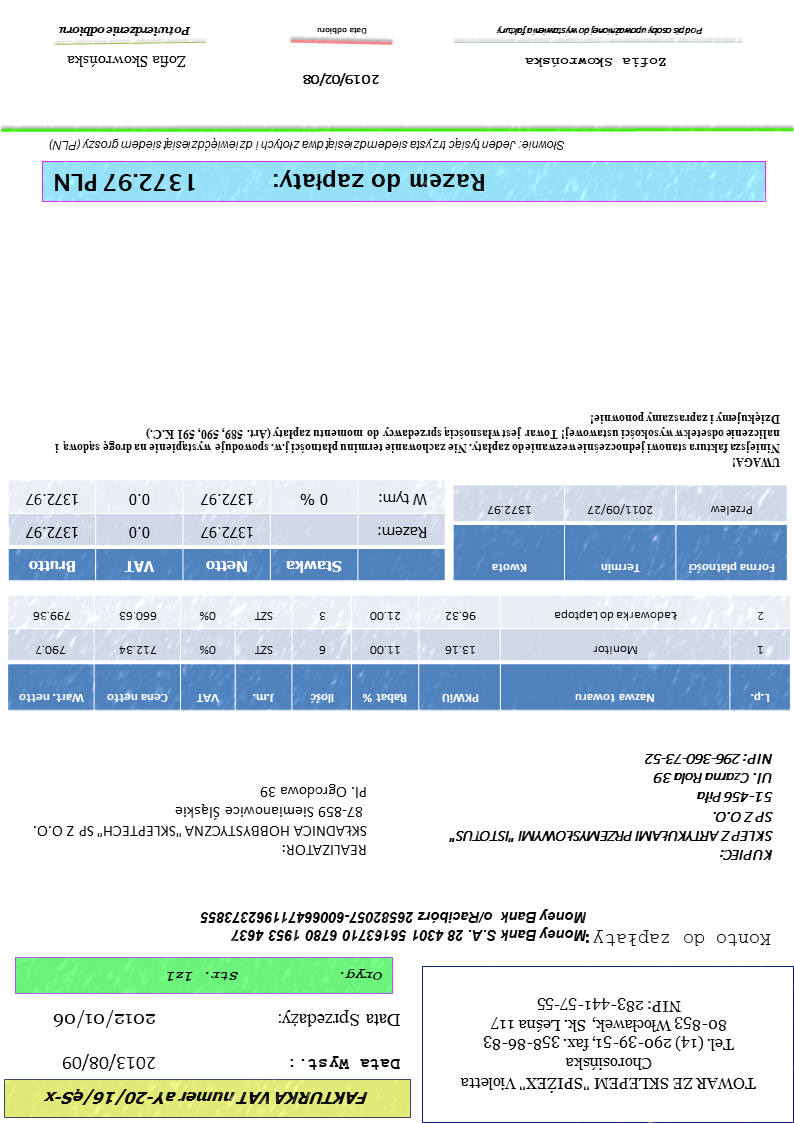 TOWAR ZE SKLEPEM "SPIŻEX" Violetta
Chorosińska
Tel. (14) 290-39-51, fax. 358-86-83
80-853 Włocławek, Sk. Leśna 117
NIP: 283-441-57-55
FAKTURKA VAT numer aY-20/16/ęS-x
Data Wyst.: 2013/08/09
Data Sprzedaży: 2012/01/06
Oryg. str. 1z1
Konto do zapłaty: Money Bank S.A. 28 4301 56163710 6780 1953 4637
Money Bank o/Racibórz 26582057-600664711962373855
KUPIEC:
SKLEP Z ARTYKUŁAMI PRZEMYSŁOWYMI "ISTOTUS"
SP Z O.O.
51-456 Piła
Ul. Czarna Rola 39
NIP: 296-360-73-52
REALIZATOR:
SKŁADNICA HOBBYSTYCZNA "SKLEPTECH" SP Z O.O.
87-859 Siemianowice Śląskie
Pl. Ogrodowa 39
L.p. Nazwa towaru PKWiU Rabat % Ilość J.m. VAT Cena netto Wart. netto
1 Monitor 13.16 11.00 6 SZT 0% 712.34 790.7
2 Ładowarka do Laptopa 96.32 21.00 3 SZT 0% 660.63 799.36
Forma płatności Termin Kwota
Przelew 2011/09/27 1372.97
Stawka Netto VAT Brutto
Razem: 1372.97 0.0 1372.97
W tym: 0 % 1372.97 0.0 1372.97
UWAGA!
Niniejsza faktura stanowi jednocześnie wezwanie do zapłaty. Nie zachowanie terminu płatności j.w. spowoduje wystąpienie na drogę sądową i
naliczenie odsetek w wysokości ustawowej! Towar jest własnością sprzedawcy do momentu zapłaty (Art. 589, 590, 591 K.C.)
Dziękujemy i zapraszamy ponownie!
Razem do zapłaty: 1372.97 PLN
Słownie: Jeden tysiąc trzysta siedemdziesiąt dwa złotych i dziewięćdziesiąt siedem groszy (PLN)
Zofia Skowrońska
Podpis osoby upoważnionej do wystawienia faktury
2019/02/08
Data odbioru
Zofia Skowrońska
Potwierdzenie odbioru